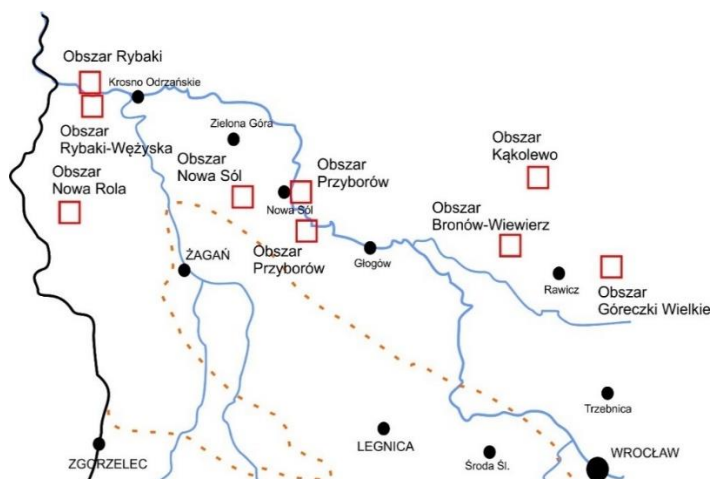 Obszar Rybaki
Krosno Odrzańskie
Obszar
Rybaki-Wężyska
Zielona Góra
Obszar
Nowa Rola
Obszar
Nowa Sól
Nowa Sól
Obszar
Przyborów
Obszar
Przyborów
Obszar
Kąkolewo
Obszar
Bronów-Wiewierz
ŻAGAŃ
Głogów
Rawicz
Obszar
Góreczki Wielkie
Trzebnica
ZGORZELEC
LEGNICA
Środa Śl.
WROCŁAW